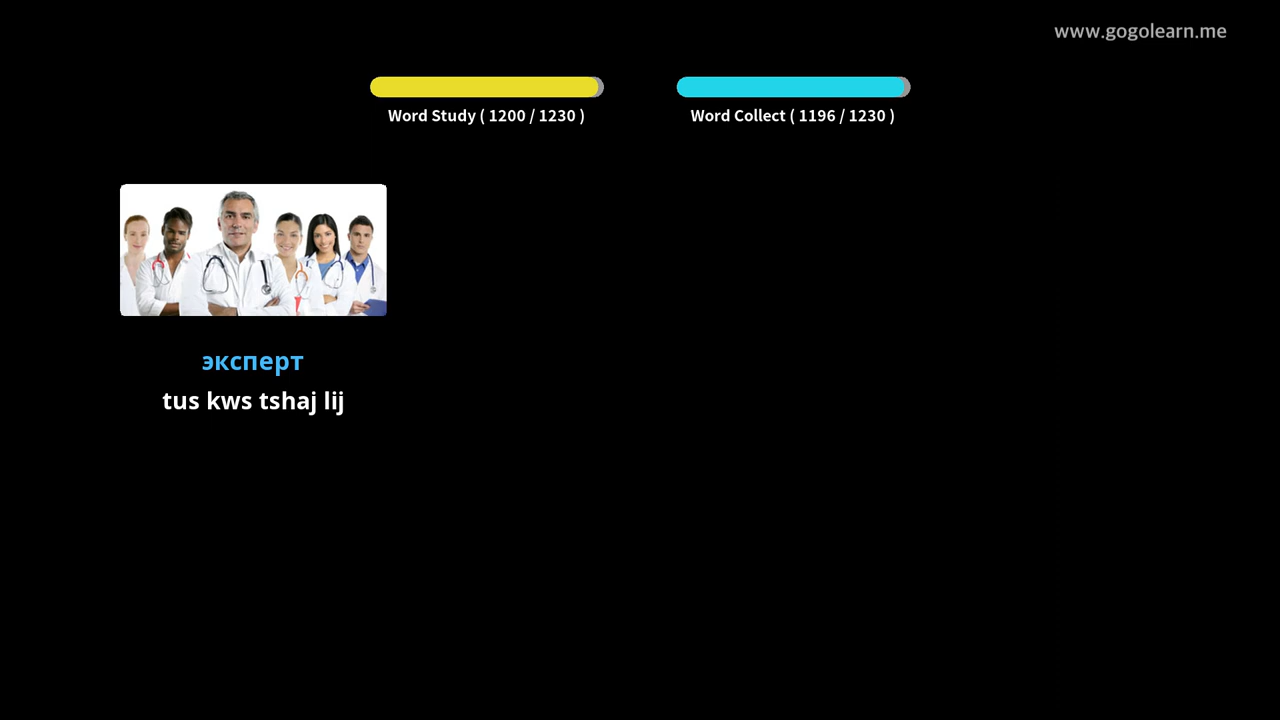 www.gogolearn.me
Word Study ( 1200 / 1230 )
Word Collect ( 1196 / 1230 )
эксперт
tus kws tshaj lij